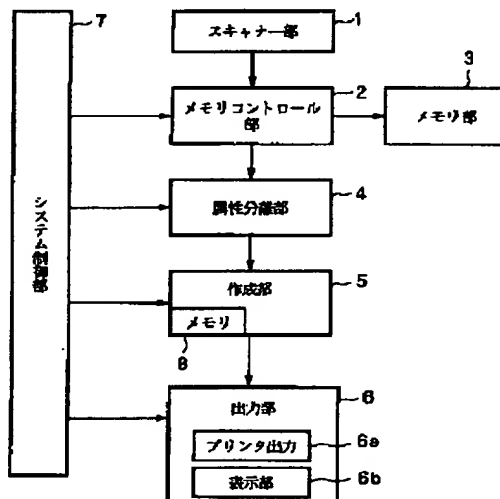 7
1
スキャナー部
2
メモリコントロール
部
3
メモリ部
4
属性分離部
システム制御部
5
作成部
メモリ
8
6
出力部
プリンタ出力
6a
表示部
6b